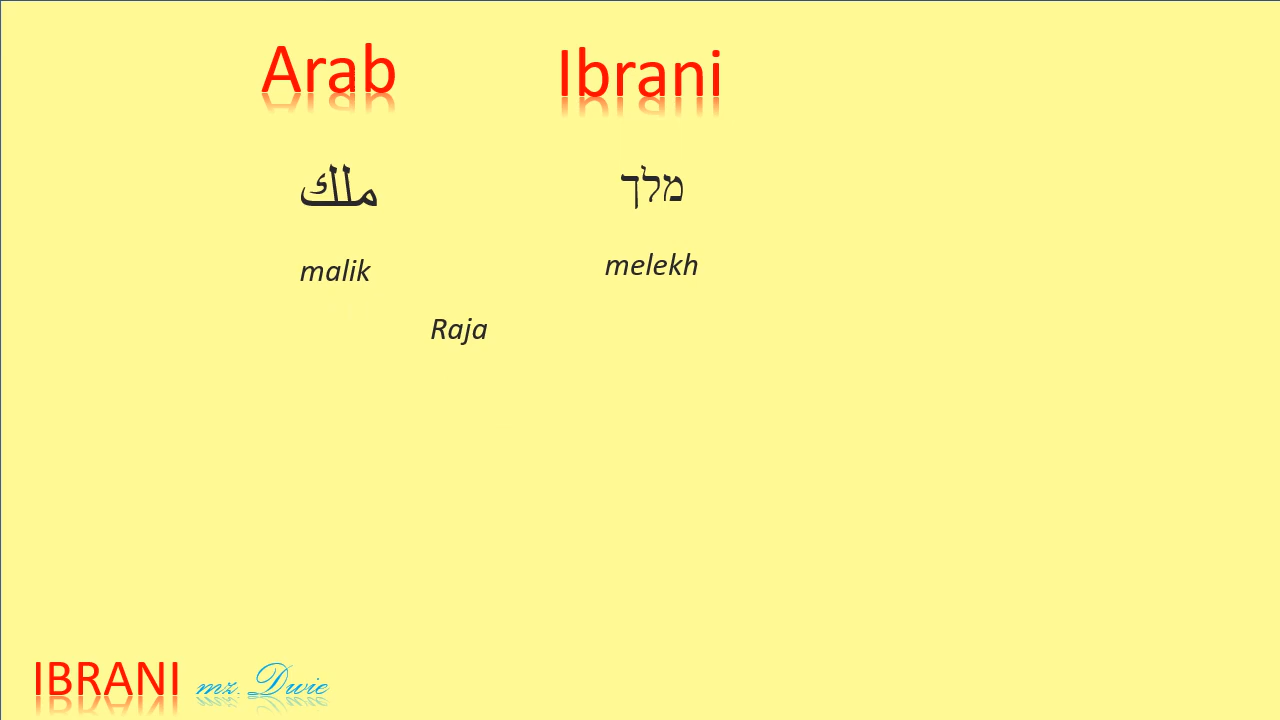 Arab Ibrani
ملك מלך
malik melekh
Raja
IBRANI mz. Dwie